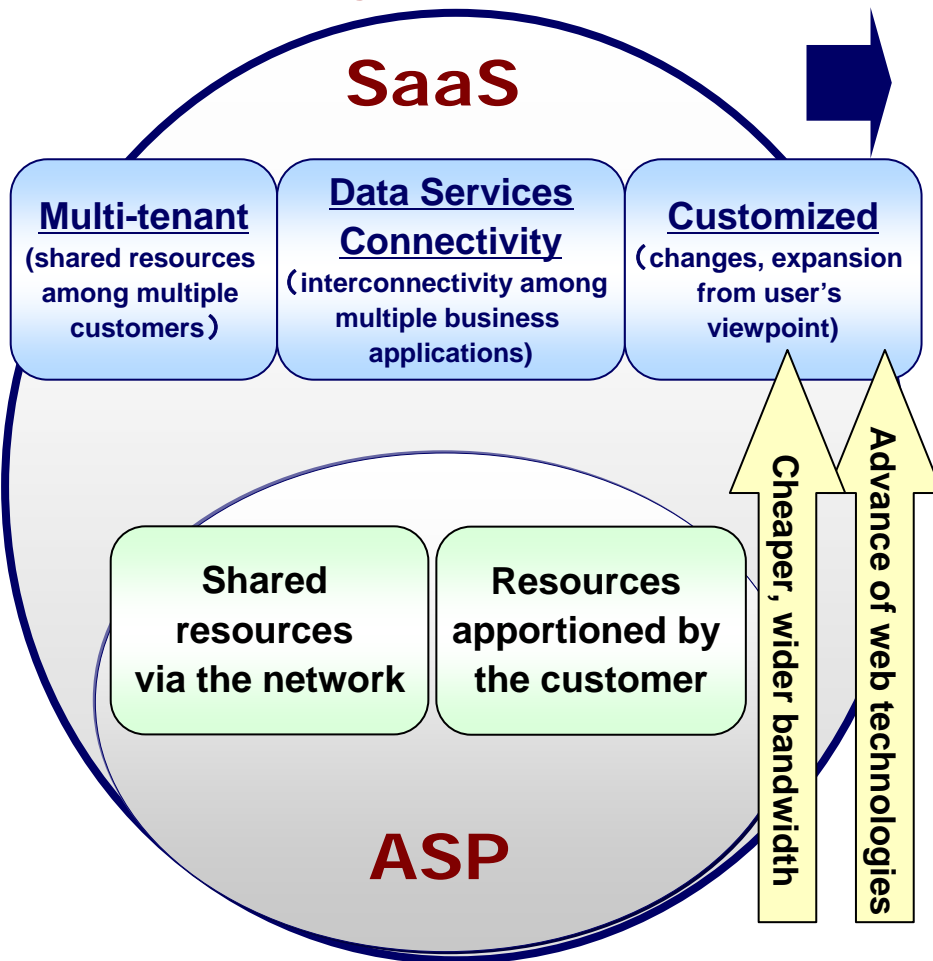 SaaS
Multi-tenant
(shared resources
among multiple
customers）
Data Services
Connectivity
（interconnectivity among
multiple business
applications)
Customized
（changes, expansion
from user's
viewpoint)
Shared
resources
via the network
Resources
apportioned by
the customer
Cheaper, wider bandwidth
Advance of web technologies
ASP